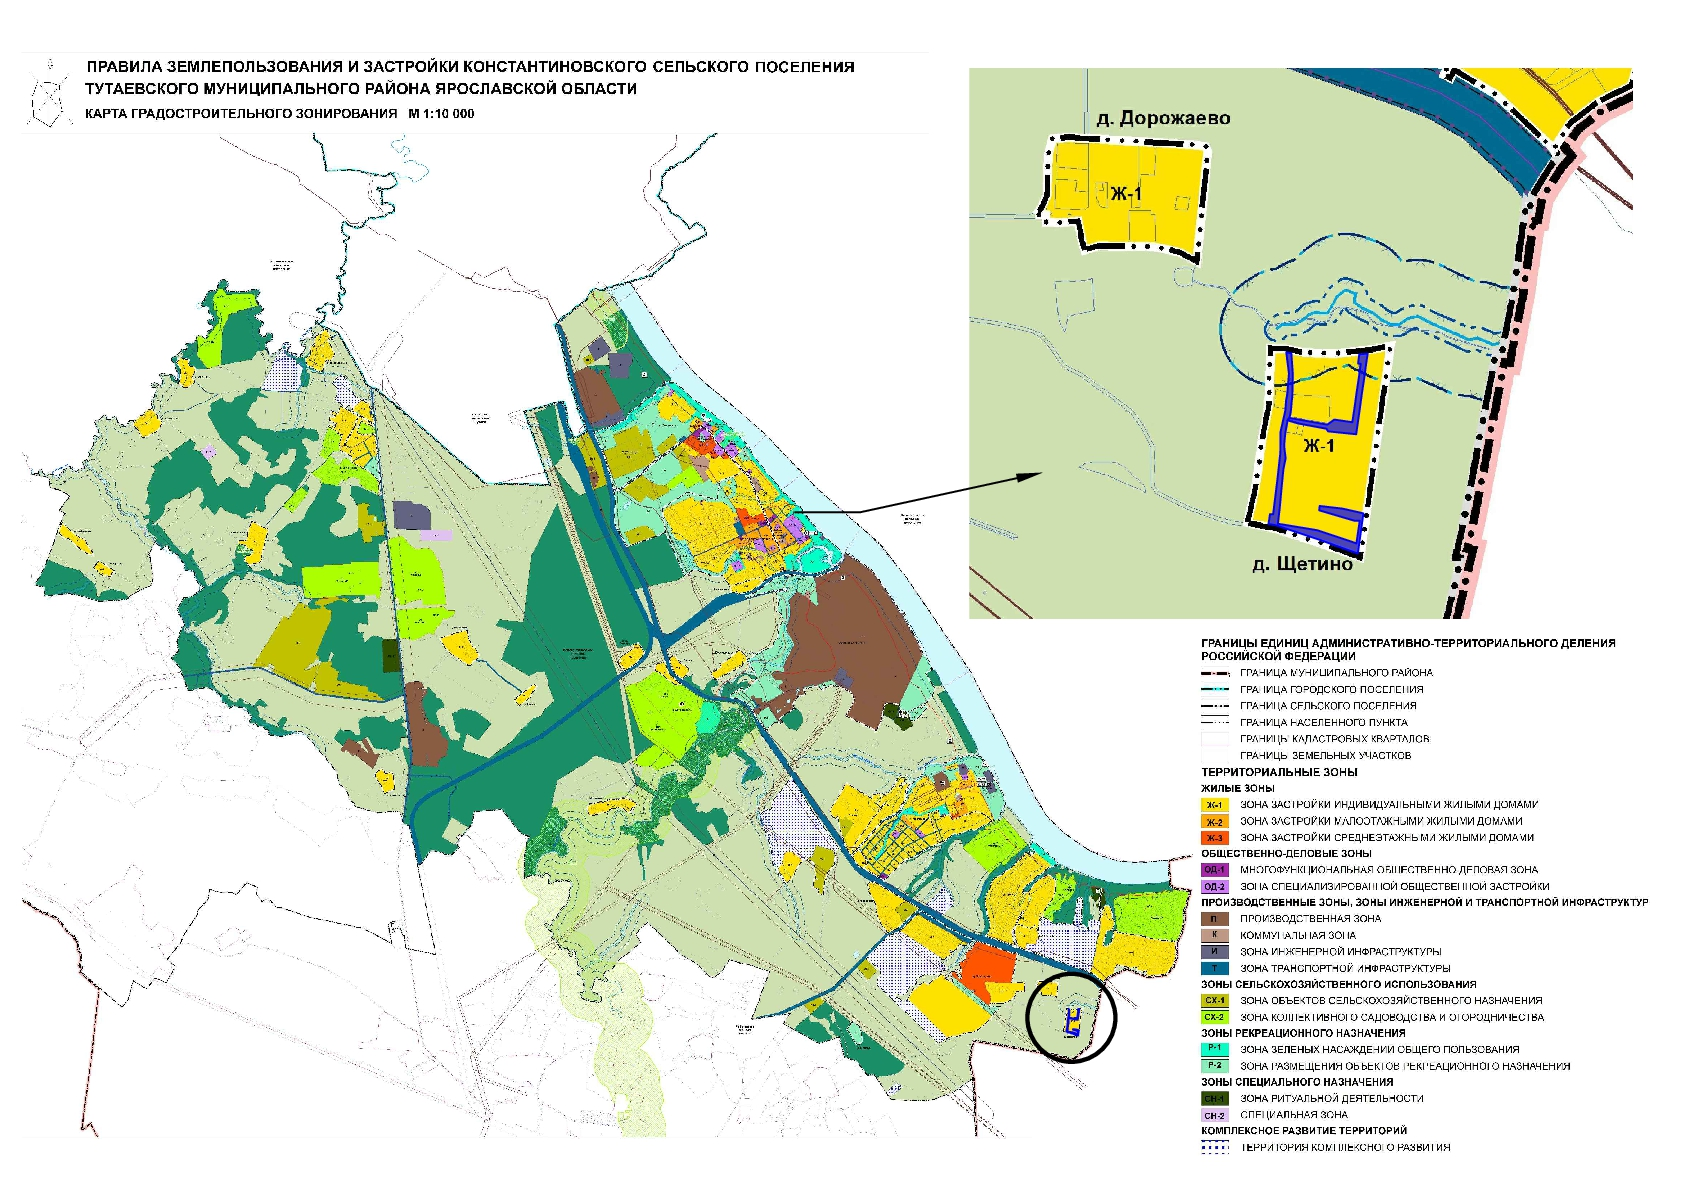 ПРАВИЛА ЗЕМЛЕПОЛЬЗОВАНИЯ И ЗАСТРОЙКИ КОНСТАНТИНОВСКОГО СЕЛЬСКОГО ПОСЕЛЕНИЯ
ТУТАЕВСКОГО МУНИЦИПАЛЬНОГО РАЙОНА ЯРОСЛАВСКОЙ ОБЛАСТИ
КАРТА ГРАДОСТРОИТЕЛЬНОГО ЗОНИРОВАНИЯ М 1:10 000
д. Дорожаево
Ж-1
Ж-1
д. Щетино
ГРАНИЦЫ ЕДИНИЦ АДМИНИСТРАТИВНО-ТЕРРИТОРИАЛЬНОГО ДЕЛЕНИЯ
РОССИЙСКОЙ ФЕДЕРАЦИИ
ГРАНИЦА МУНИЦИПАЛЬНОГО РАЙОНА
ГРАНИЦА ГОРОДСКОГО ПОСЕЛЕНИЯ
ГРАНИЦА СЕЛЬСКОГО ПОСЕЛЕНИЯ
ГРАНИЦА НАСЕЛЕННОГО ПУНКТА
ГРАНИЦЫ КАДАСТРОВЫХ КВАРТАЛОВ
ГРАНИЦЫ ЗЕМЕЛЬНЫХ УЧАСТКОВ
ТЕРРИТОРИАЛЬНЫЕ ЗОНЫ
ЖИЛЫЕ ЗОНЫ
Ж-1 ЗОНА ЗАСТРОЙКИ ИНДИВИДУАЛЬНЫМИ ЖИЛЫМИ ДОМАМИ
Ж-2 ЗОНА ЗАСТРОЙКИ МАЛОЭТАЖНЫМИ ЖИЛЫМИ ДОМАМИ
Ж-3 ЗОНА ЗАСТРОЙКИ СРЕДНЕЭТАЖНЫМИ ЖИЛЫМИ ДОМАМИ
ОБЩЕСТВЕННО-ДЕЛОВЫЕ ЗОНЫ
ОД-1 МНОГОФУНКЦИОНАЛЬНАЯ ОБЩЕСТВЕННО ДЕЛОВАЯ ЗОНА
ОД-2 ЗОНА СПЕЦИАЛИЗИРОВАННОЙ ОБЩЕСТВЕННОЙ ЗАСТРОЙКИ
ПРОИЗВОДСТВЕННЫЕ ЗОНЫ, ЗОНЫ ИНЖЕНЕРНОЙ И ТРАНСПОРТНОЙ ИНФРАСТРУКТУР
П ПРОИЗВОДСТВЕННАЯ ЗОНА
К КОММУНАЛЬНАЯ ЗОНА
И ЗОНА ИНЖЕНЕРНОЙ ИНФРАСТРУКТУРЫ
Т ЗОНА ТРАНСПОРТНОЙ ИНФРАСТРУКТУРЫ
ЗОНЫ СЕЛЬСКОХОЗЯЙСТВЕННОГО ИСПОЛЬЗОВАНИЯ
СХ-1 ЗОНА ОБЪЕКТОВ СЕЛЬСКОХОЗЯЙСТВЕННОГО НАЗНАЧЕНИЯ
СХ-2 ЗОНА КОЛЛЕКТИВНОГО САДОВОДСТВА И ОГОРОДНИЧЕСТВА
ЗОНЫ РЕКРЕАЦИОННОГО НАЗНАЧЕНИЯ
Р-1 ЗОНА ЗЕЛЕНЫХ НАСАЖДЕНИЙ ОБЩЕГО ПОЛЬЗОВАНИЯ
Р-2 ЗОНА РАЗМЕЩЕНИЯ ОБЪЕКТОВ РЕКРЕАЦИОННОГО НАЗНАЧЕНИЯ
ЗОНЫ СПЕЦИАЛЬНОГО НАЗНАЧЕНИЯ
СН-1 ЗОНА РИТУАЛЬНОЙ ДЕЯТЕЛЬНОСТИ
СН-2 СПЕЦИАЛЬНАЯ ЗОНА
КОМПЛЕКСНОЕ РАЗВИТИЕ ТЕРРИТОРИЙ
ТЕРРИТОРИЯ КОМПЛЕКСНОГО РАЗВИТИЯ